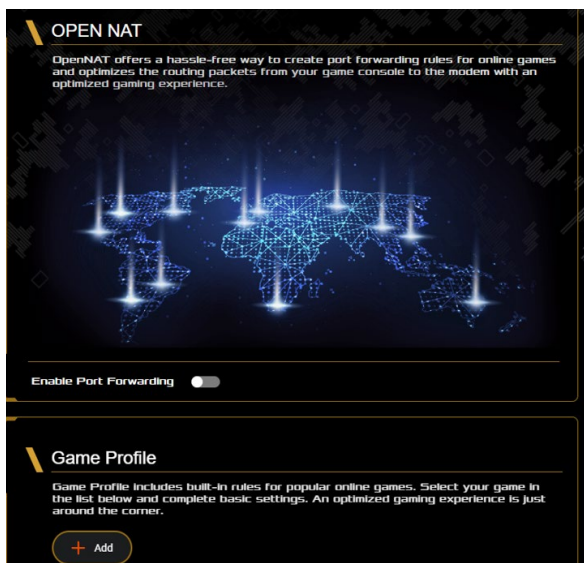 OPEN NAT
OpenNAT offers a hassle-free way to create port forwarding rules for online games
and optimizes the routing packets from your game console to the modem with an
optimized gaming experience.
Enable Port Forwarding
Game Profile
Game Profile includes built-in rules for popular online games. Select your game in
the list below and complete basic settings. An optimized gaming experience is just
around the corner.
+ Add